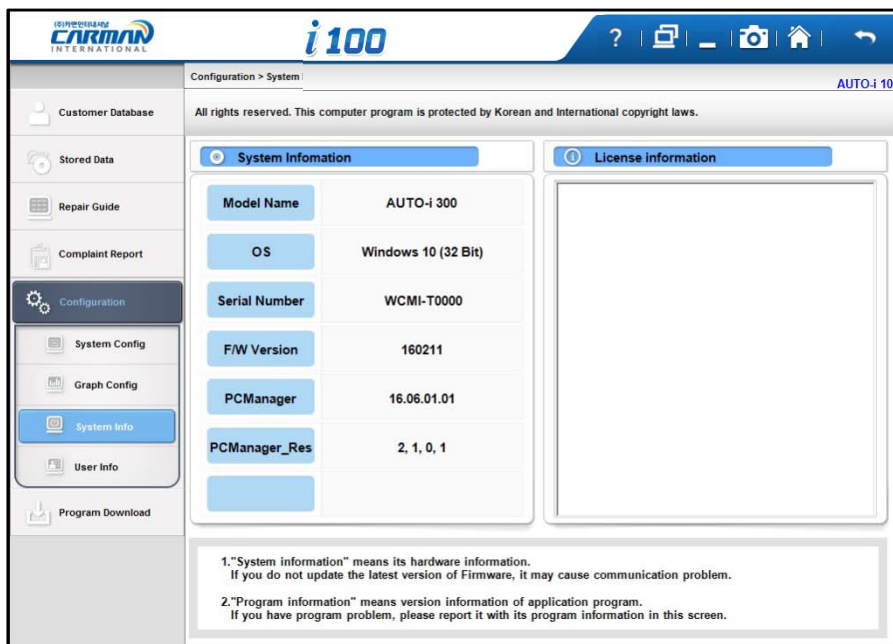 (주)카맨인터내샬
CARMAN
INTERNATIONAL
i 100
?
Configuration > System
AUTO-i 10
All rights reserved. This computer program is protected by Korean and International copyright laws.
Customer Database
Stored Data
Repair Guide
Complaint Report
Configuration
System Config
Graph Config
System Info
User Info
Program Download
System Infomation
Model Name AUTO-i 300
OS Windows 10 (32 Bit)
Serial Number WCMI-T0000
F/W Version 160211
PCManager 16.06.01.01
PCManager_Res 2, 1, 0, 1
License information
1."System information" means its hardware information.
If you do not update the latest version of Firmware, it may cause communication problem.
2."Program information" means version information of application program.
If you have program problem, please report it with its program information in this screen.